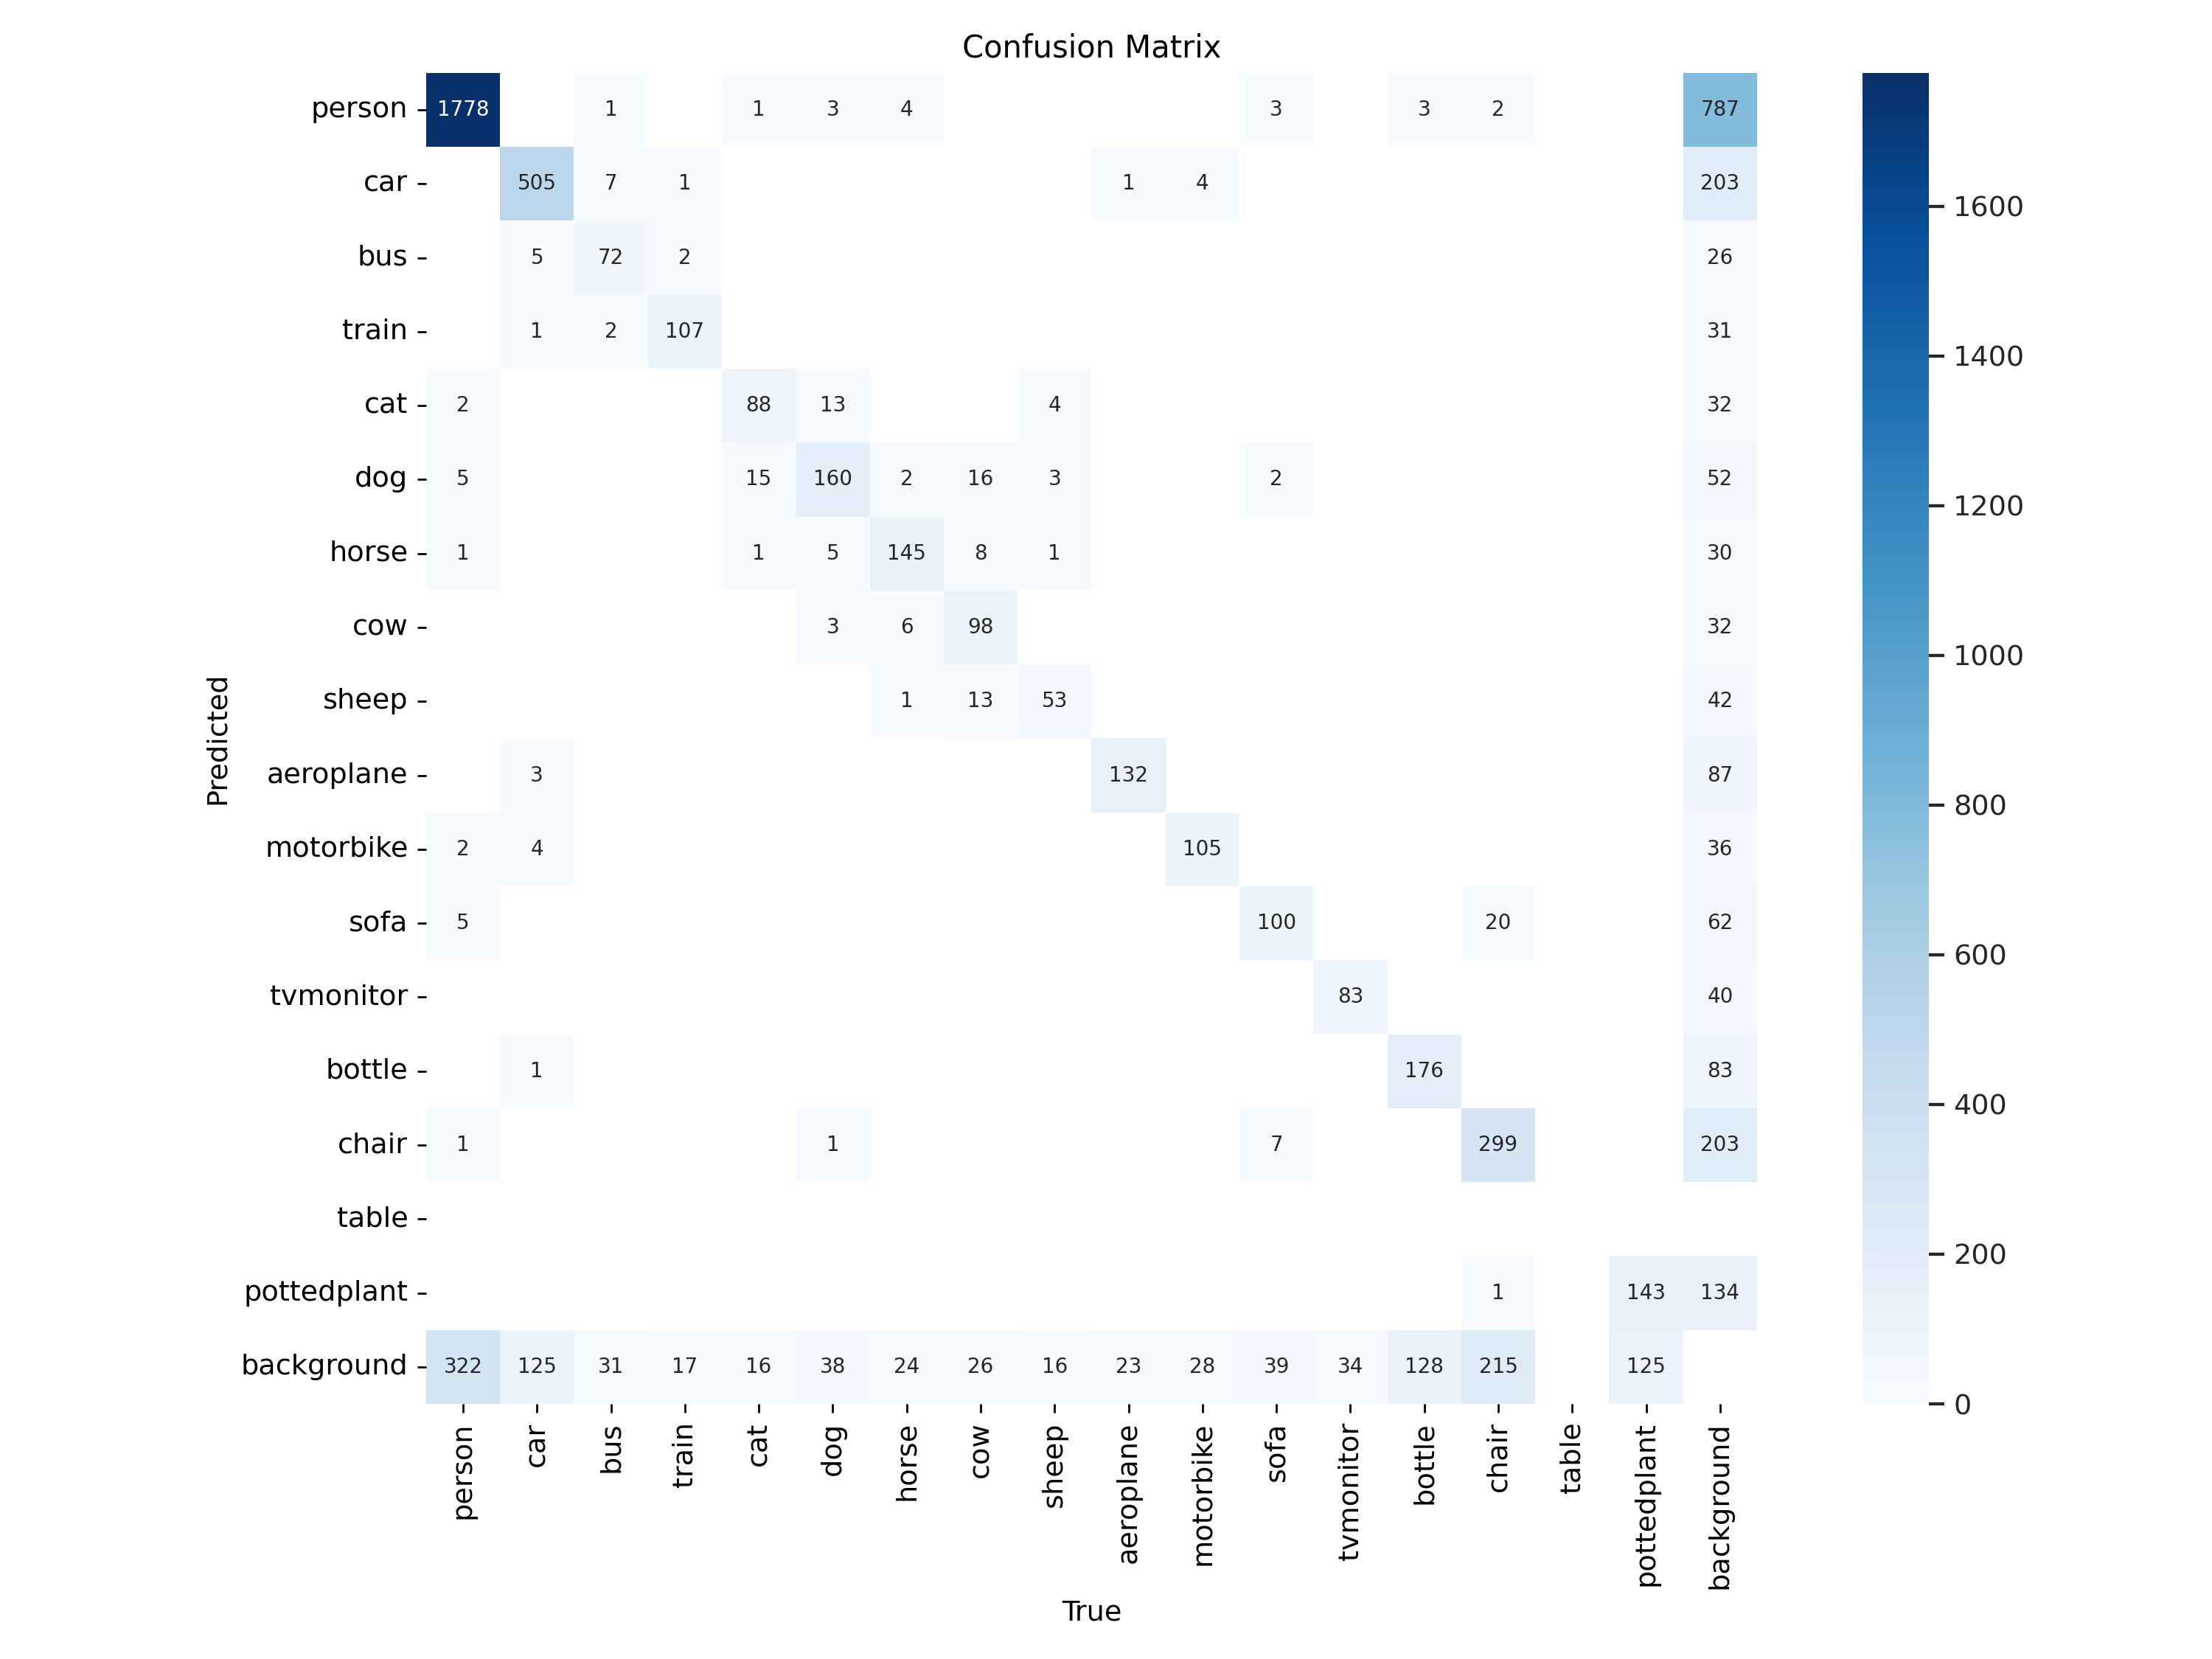 Confusion Matrix
person 1778 1 1 3 4 3 3 2 787
car 505 7 1 1 4 203
bus 5 72 2 26
train 1 2 107 31
cat 2 88 13 4 32
dog 5 15 160 2 16 3 2 52
horse 1 1 5 145 8 1 30
cow 3 6 98 32
sheep 1 13 53 42
aeroplane 3 132 87
motorbike 2 4 105 36
sofa 5 100 20 62
tvmonitor 83 40
bottle 1 176 83
chair 1 1 7 299 203
table
pottedplant 1 143 134
background 322 125 31 17 16 38 24 26 16 23 28 39 34 128 215 125
Predicted
person car bus train cat dog horse cow sheep aeroplane motorbike sofa tvmonitor bottle chair table pottedplant background
True
1600
1400
1200
1000
800
600
400
200
0